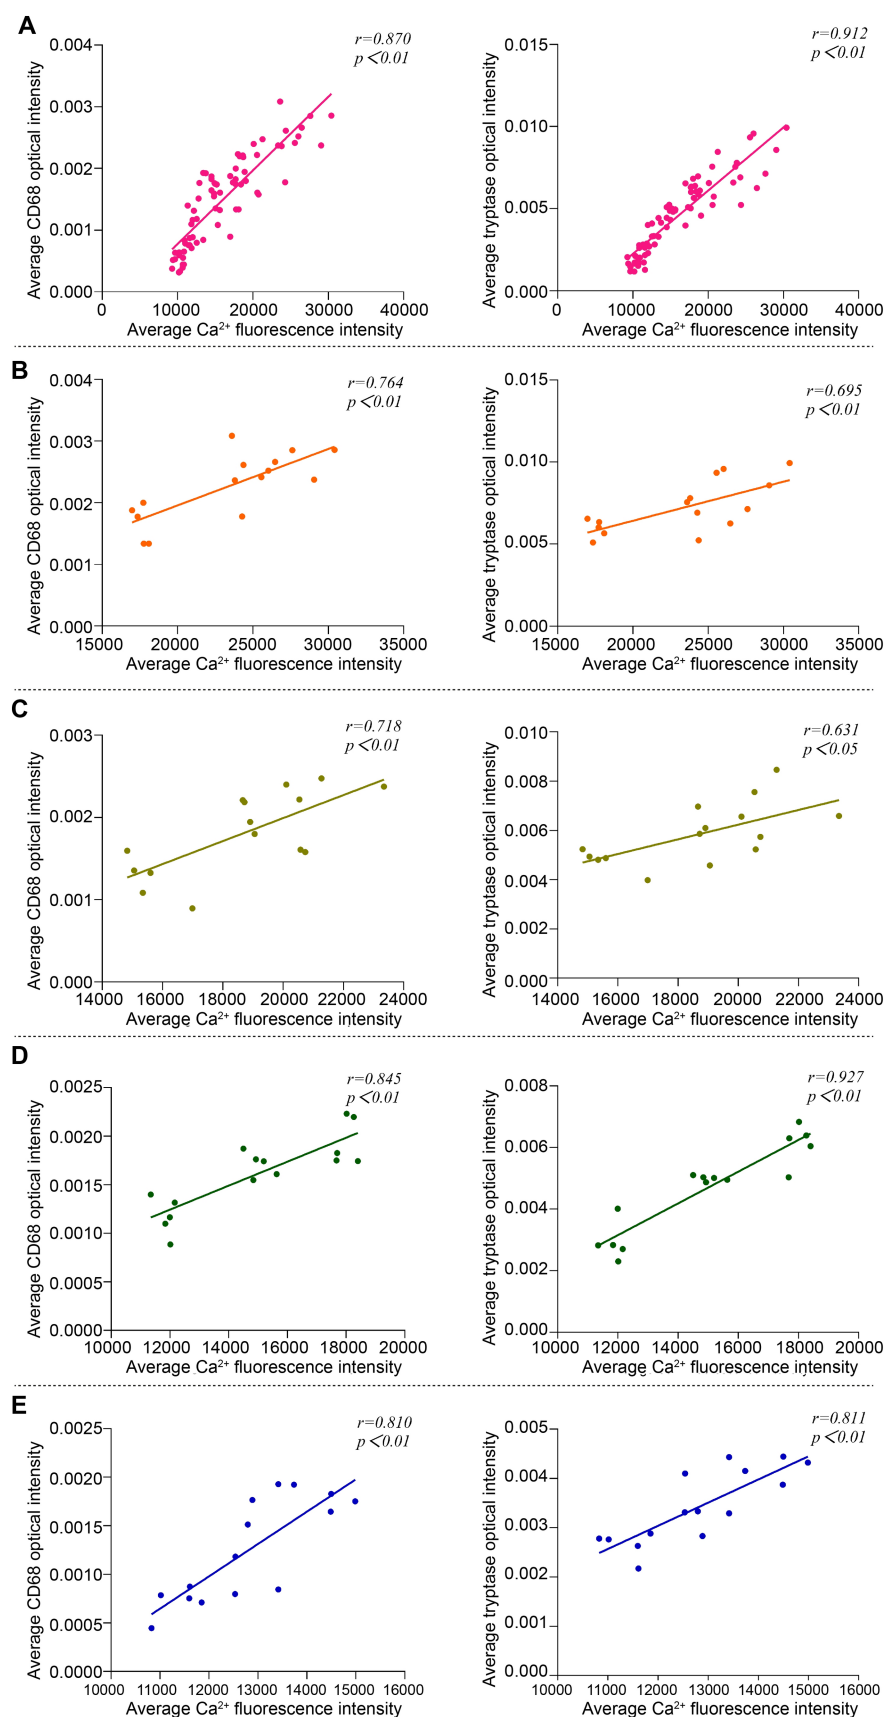 A
r=0.870
p<0.01
Average CD68 optical intensity
0.004
0.003
0.002
0.001
0.000
0 10000 20000 30000 40000
Average Ca²⁺ fluorescence intensity
r=0.912
p<0.01
Average tryptase optical intensity
0.015
0.010
0.005
0.000
0 10000 20000 30000 40000
Average Ca²⁺ fluorescence intensity
B
r=0.764
p<0.01
Average CD68 optical intensity
0.004
0.003
0.002
0.001
0.000
15000 20000 25000 30000 35000
Average Ca²⁺ fluorescence intensity
r=0.695
p<0.01
Average tryptase optical intensity
0.015
0.010
0.005
0.000
15000 20000 25000 30000 35000
Average Ca²⁺ fluorescence intensity
C
r=0.718
p<0.01
Average CD68 optical intensity
0.003
0.002
0.001
0.000
14000 16000 18000 20000 22000 24000
Average Ca²⁺ fluorescence intensity
r=0.631
p<0.05
Average tryptase optical intensity
0.010
0.008
0.006
0.004
0.002
0.000
14000 16000 18000 20000 22000 24000
Average Ca²⁺ fluorescence intensity
D
r=0.845
p<0.01
Average CD68 optical intensity
0.0025
0.0020
0.0015
0.0010
0.0005
0.0000
10000 12000 14000 16000 18000 20000
Average Ca²⁺ fluorescence intensity
r=0.927
p<0.01
Average tryptase optical intensity
0.008
0.006
0.004
0.002
0.000
10000 12000 14000 16000 18000 20000
Average Ca²⁺ fluorescence intensity
E
r=0.810
p<0.01
Average CD68 optical intensity
0.0025
0.0020
0.0015
0.0010
0.0005
0.0000
10000 11000 12000 13000 14000 15000 16000
Average Ca²⁺ fluorescence intensity
r=0.811
p<0.01
Average tryptase optical intensity
0.005
0.004
0.003
0.002
0.001
0.000
10000 11000 12000 13000 14000 15000 16000
Average Ca²⁺ fluorescence intensity